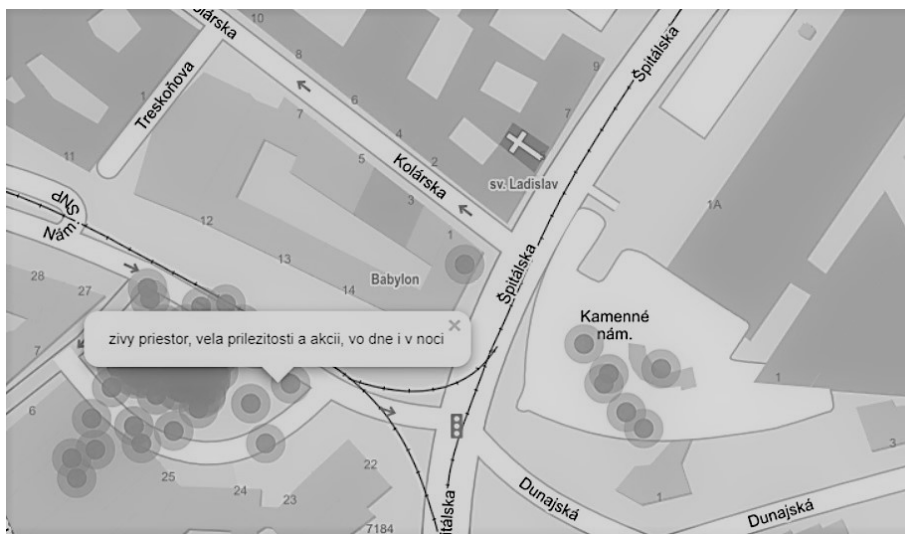 Kolárska
10
8
6
4
2
7
5
3
1
9
7
Špitálska
Treskoňova
1
11
Kolárska
sv. Ladislav
1A
SNP
Nám.
12
13
14
Babylon
Špitálska
28
27
Kamenné
nám.
×
zivy priestor, vela prilezitosti a akcii, vo dne i v noci
7
6
1
3
22
25
24
23
7184
Špitálska
1
Dunajská
Dunajská